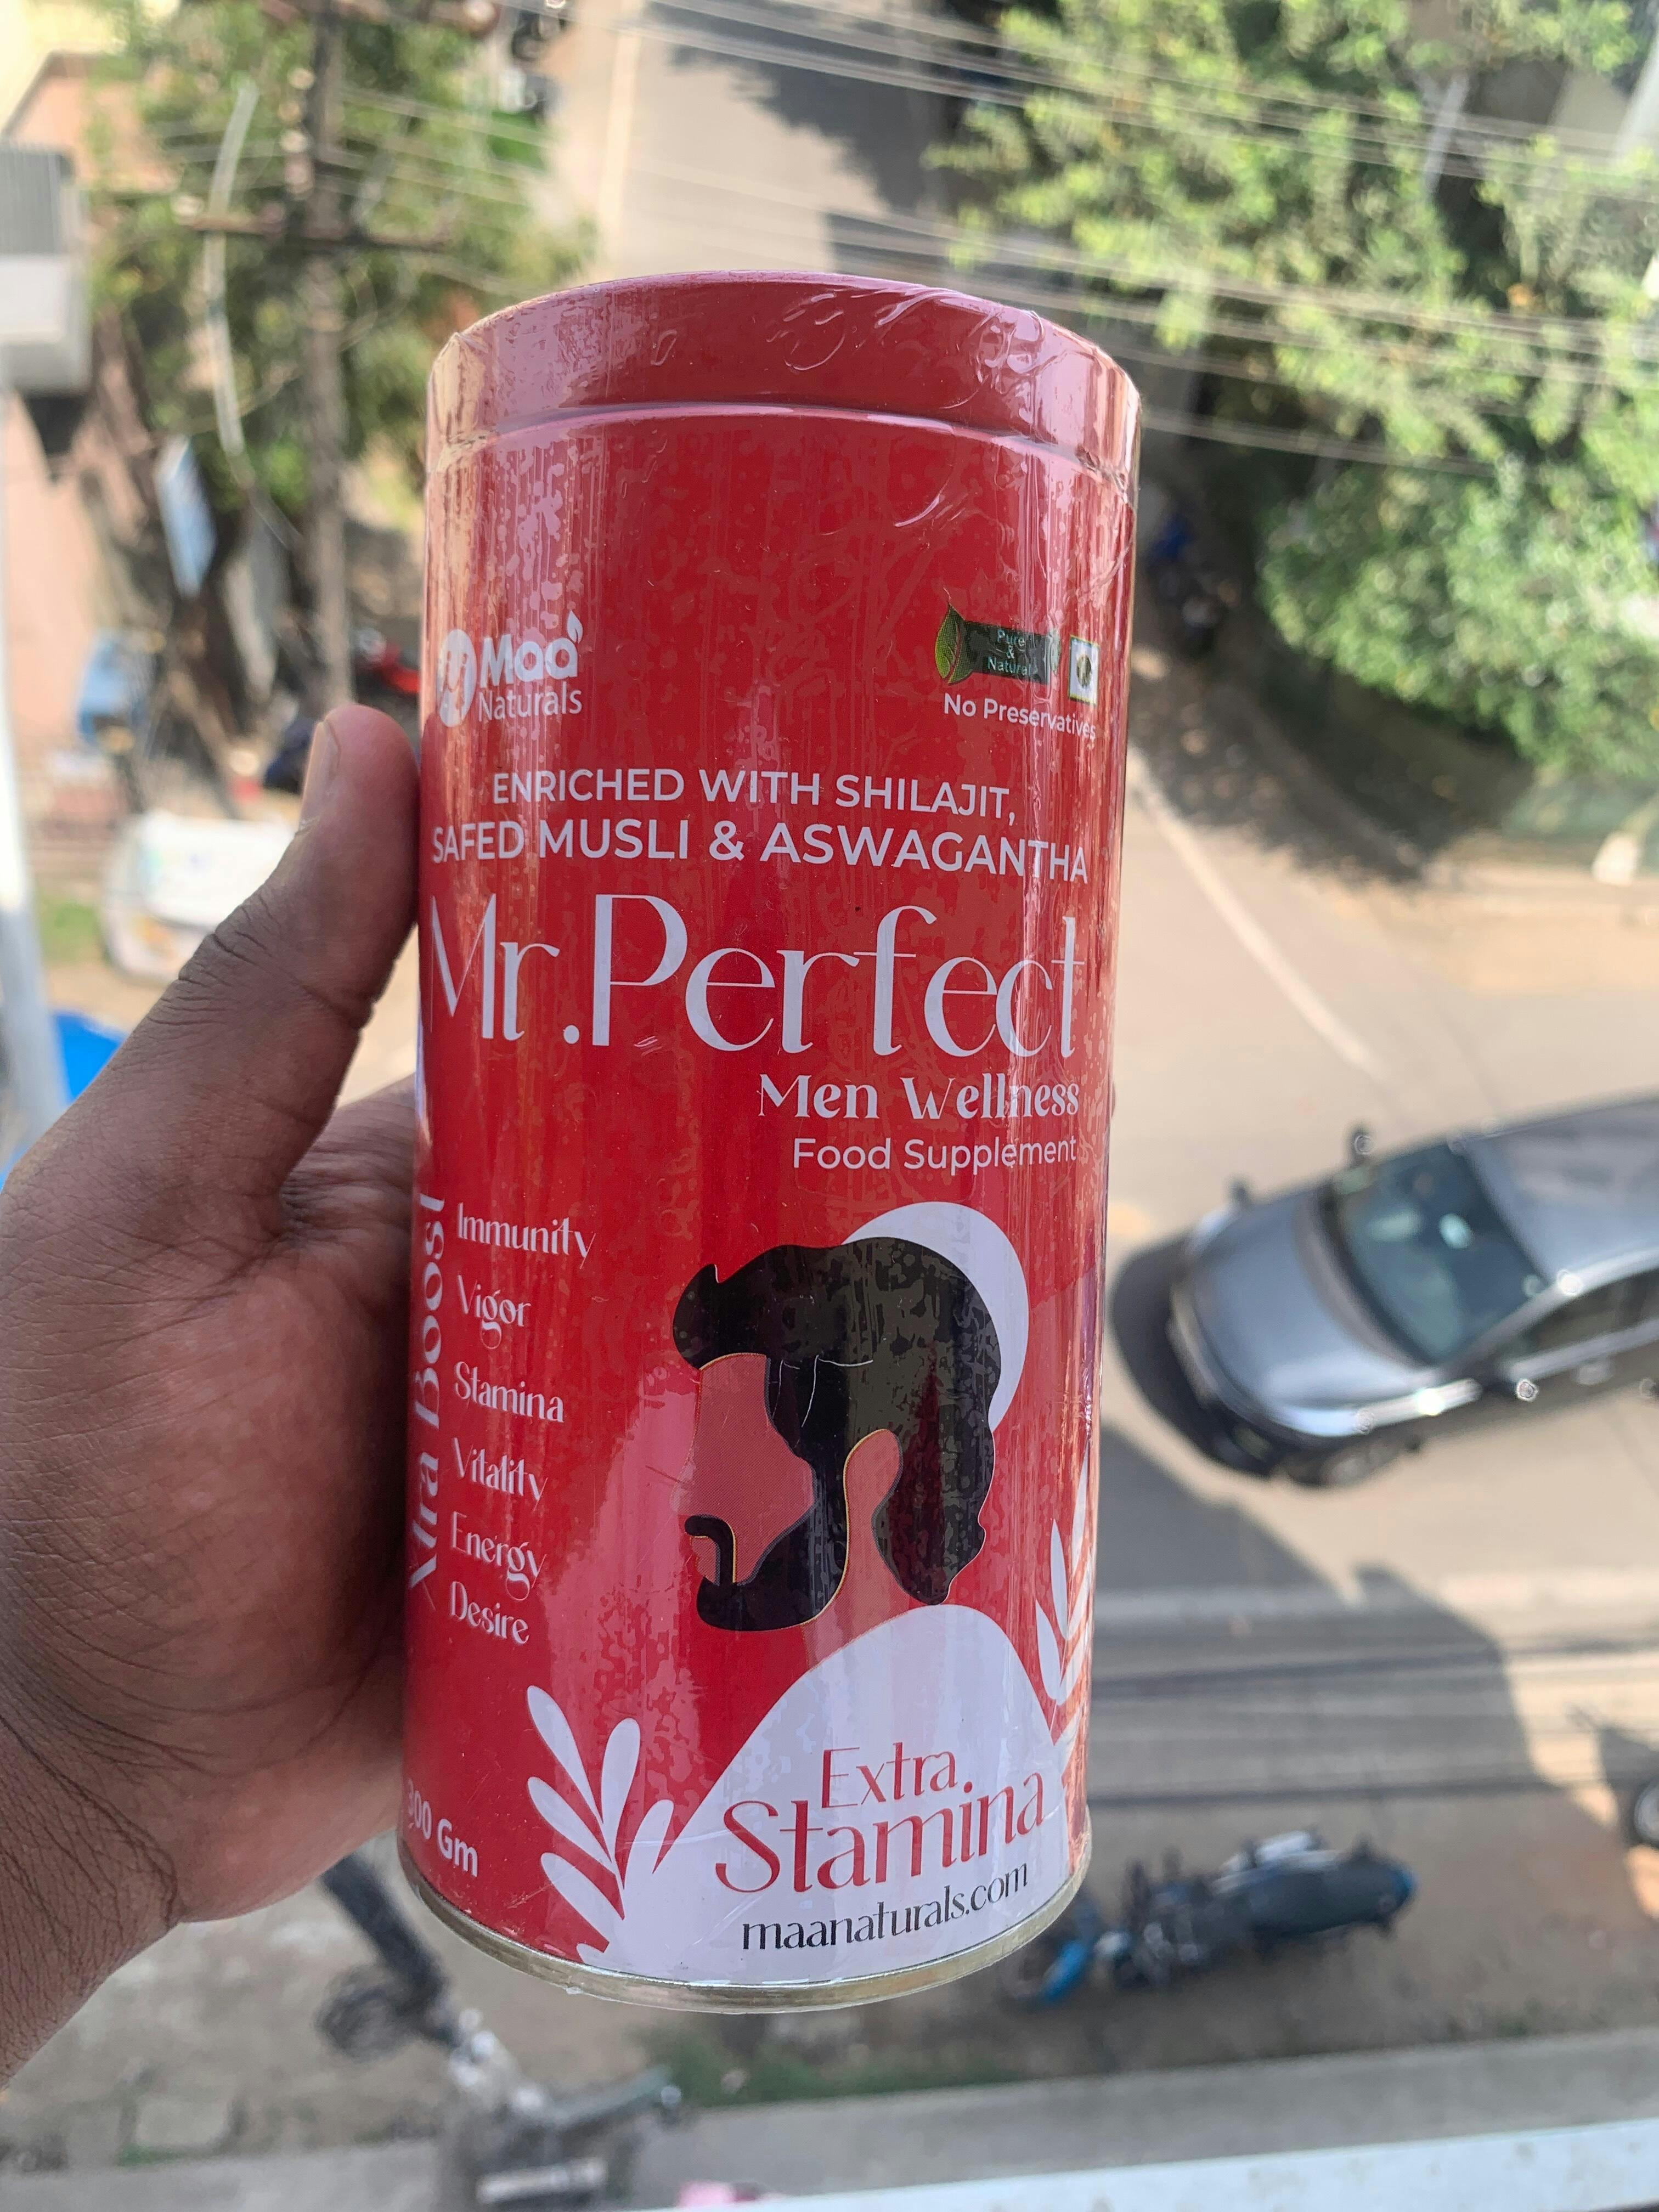 Maa
Naturals
Pure
&
Natural
No Preservatives
ENRICHED WITH SHILAJIT,
SAFED MUSLI & ASWAGANTHA
Mr.Perfect
Men Wellness
Food Supplement
Xtra Boost
Immunity
Vigor
Stamina
Vitality
Energy
Desire
300 Gm
Extra
Stamina
maanaturals.com